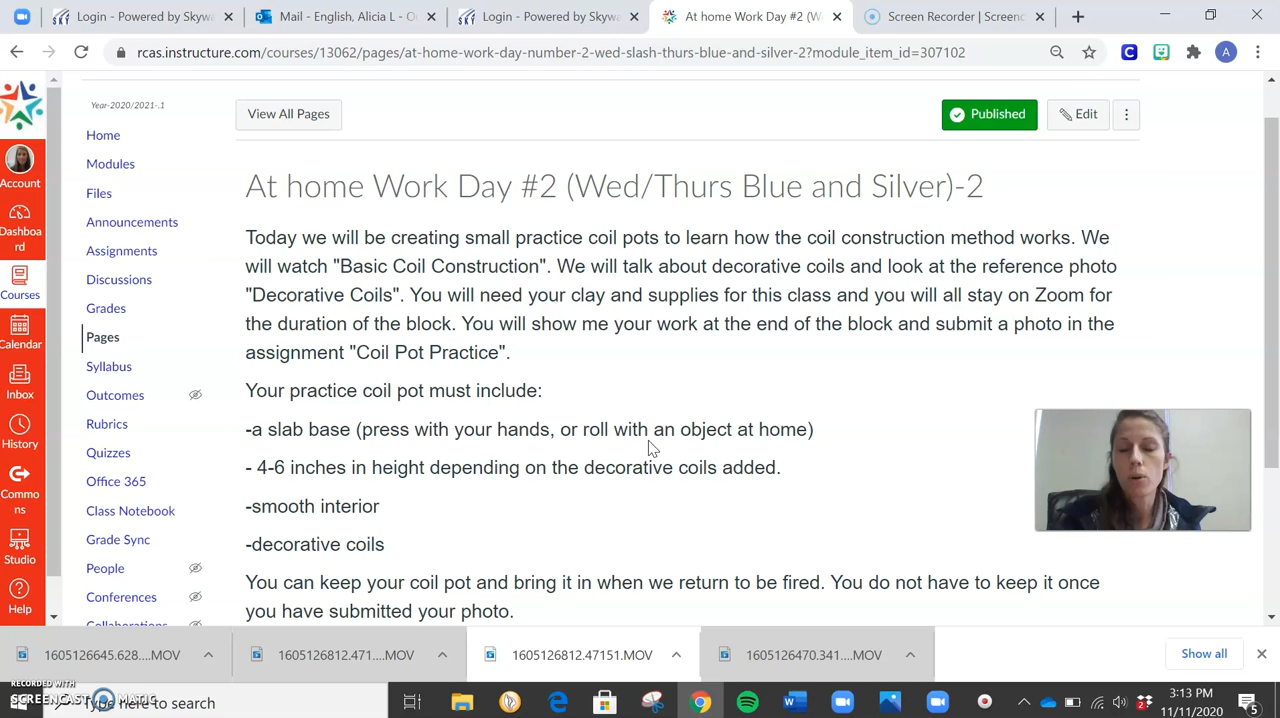 Login - Powered by Skyw
Mail - English, Alicia L - O
Login - Powered by Skyw
At home Work Day #2 (W
Screen Recorder | Screenc
rcas.instructure.com/courses/13062/pages/at-home-work-day-number-2-wed-slash-thurs-blue-and-silver-2?module_item_id=307102
A
Year-2020/2021-.1
View All Pages
Published
Edit
Home
Modules
Files
Announcements
Assignments
Discussions
Grades
Pages
Syllabus
Outcomes
Rubrics
Quizzes
Office 365
Class Notebook
Grade Sync
People
Conferences
Collaborations
Account
Dashboa
rd
Courses
Calendar
Inbox
History
Commo
ns
Studio
Help
At home Work Day #2 (Wed/Thurs Blue and Silver)-2
Today we will be creating small practice coil pots to learn how the coil construction method works. We
will watch "Basic Coil Construction". We will talk about decorative coils and look at the reference photo
"Decorative Coils". You will need your clay and supplies for this class and you will all stay on Zoom for
the duration of the block. You will show me your work at the end of the block and submit a photo in the
assignment "Coil Pot Practice".
Your practice coil pot must include:
-a slab base (press with your hands, or roll with an object at home)
- 4-6 inches in height depending on the decorative coils added.
-smooth interior
-decorative coils
You can keep your coil pot and bring it in when we return to be fired. You do not have to keep it once
you have submitted your photo.
1605126645.628....MOV
1605126812.471....MOV
1605126812.47151.MOV
1605126470.341....MOV
Show all
RECORDED WITH
SCREENCAST MATIC
Type here to search
3:13 PM
11/11/2020
2
5